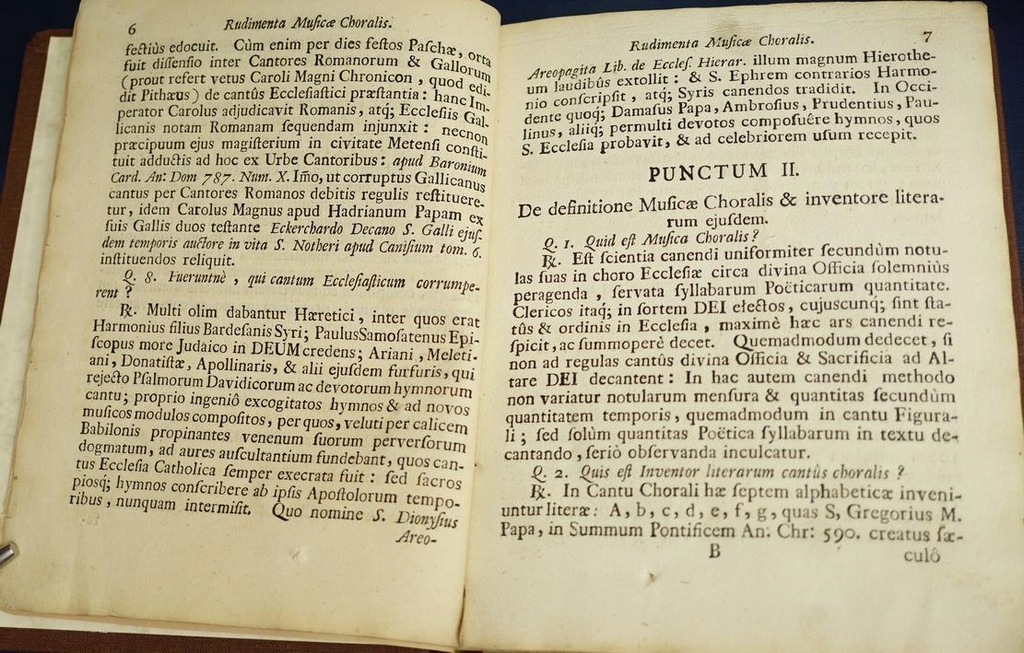 6 Rudimenta Muſicæ Choralis.
fectiùs edocuit. Cùm enim per dies feſtos Paſchæ, orta
fuit diſſenſio inter Cantores Romanorum & Gallorum
(prout refert vetus Caroli Magni Chronicon, quod edi-
dit Pithæus) de cantûs Eccleſiaſtici præſtantia: hanc Im-
perator Carolus adjudicavit Romanis, atq; Eccleſiis Gal-
licanis notam Romanam ſequendam injunxit: necnon
præcipuum ejus magiſterium in civitate Metenſi conſti-
tuit adductis ad hoc ex Urbe Cantoribus: apud Baronium
Card. An: Dom 787. Num. X. Imò, ut corruptus Gallicanus
cantus per Cantores Romanos debitis regulis reſtituere-
tur, idem Carolus Magnus apud Hadrianum Papam ex
ſuis Gallis duos teſtante Eckerchardo Decano S. Galli ejuſ-
dem temporis auctore in vita S. Notheri apud Caniſium tom. 6.
inſtituendos reliquit.
Q. 8. Fueruntnè, qui cantum Eccleſiaſticum corrumpe-
rent?
℞. Multi olim dabantur Hæretici, inter quos erat
Harmonius filius Bardeſanis Syri; Paulus Samoſatenus Epi-
ſcopus more Judaico in DEUM credens; Ariani, Meleti-
ani, Donatiſtæ, Apollinaris, & alii ejuſdem furfuris, qui
rejecto Pſalmorum Davidicorum ac devotorum hymnorum
cantu; proprio ingeniô excogitatos hymnos & ad novos
muſicos modulos compoſitos, per quos, veluti per calicem
Babilonis propinantes venenum ſuorum perverſorum
dogmatum, ad aures auſcultantium fundebant, quos can-
tus Eccleſia Catholica ſemper execrata fuit: ſed ſacros
piosq; hymnos conſcribere ab ipſis Apoſtolorum tempo-
ribus, nunquam intermiſit. Quo nomine S. Dionyſius
Areo-
Rudimenta Muſicæ Choralis. 7
Areopagita Lib. de Eccleſ. Hierar. illum magnum Hierothe-
um laudibûs extollit: & S. Ephrem contrarios Harmo-
nio conſcripſit, atq; Syris canendos tradidit. In Occi-
dente quoq; Damaſus Papa, Ambroſius, Prudentius, Pau-
linus, aliiq; permulti devotos compoſuêre hymnos, quos
S. Eccleſia probavit, & ad celebriorem uſum recepit.
PUNCTUM II.
De definitione Muſicæ Choralis & inventore litera-
rum ejuſdem.
Q. 1. Quid eſt Muſica Choralis?
℞. Eſt ſcientia canendi uniformiter ſecundùm notu-
las ſuas in choro Eccleſiæ circa divina Officia ſolemniùs
peragenda, ſervata ſyllabarum Poëticarum quantitate.
Clericos itaq; in ſortem DEI electos, cujuscunq; ſint ſta-
tûs & ordinis in Eccleſia, maximè hæc ars canendi re-
ſpicit, ac ſummoperè decet. Quemadmodum dedecet, ſi
non ad regulas cantûs divina Officia & Sacrificia ad Al-
tare DEI decantent: In hac autem canendi methodo
non variatur notularum menſura & quantitas ſecundùm
quantitatem temporis, quemadmodum in cantu Figura-
li; ſed ſolùm quantitas Poëtica ſyllabarum in textu de-
cantando, ſeriò obſervanda inculcatur.
Q. 2. Quis eſt Inventor literarum cantûs choralis?
℞. In Cantu Chorali hæ ſeptem alphabeticæ inveni-
untur literæ: A, b, c, d, e, f, g, quas S, Gregorius M.
Papa, in Summum Pontificem An: Chr: 590. creatus ſæ-
B culô